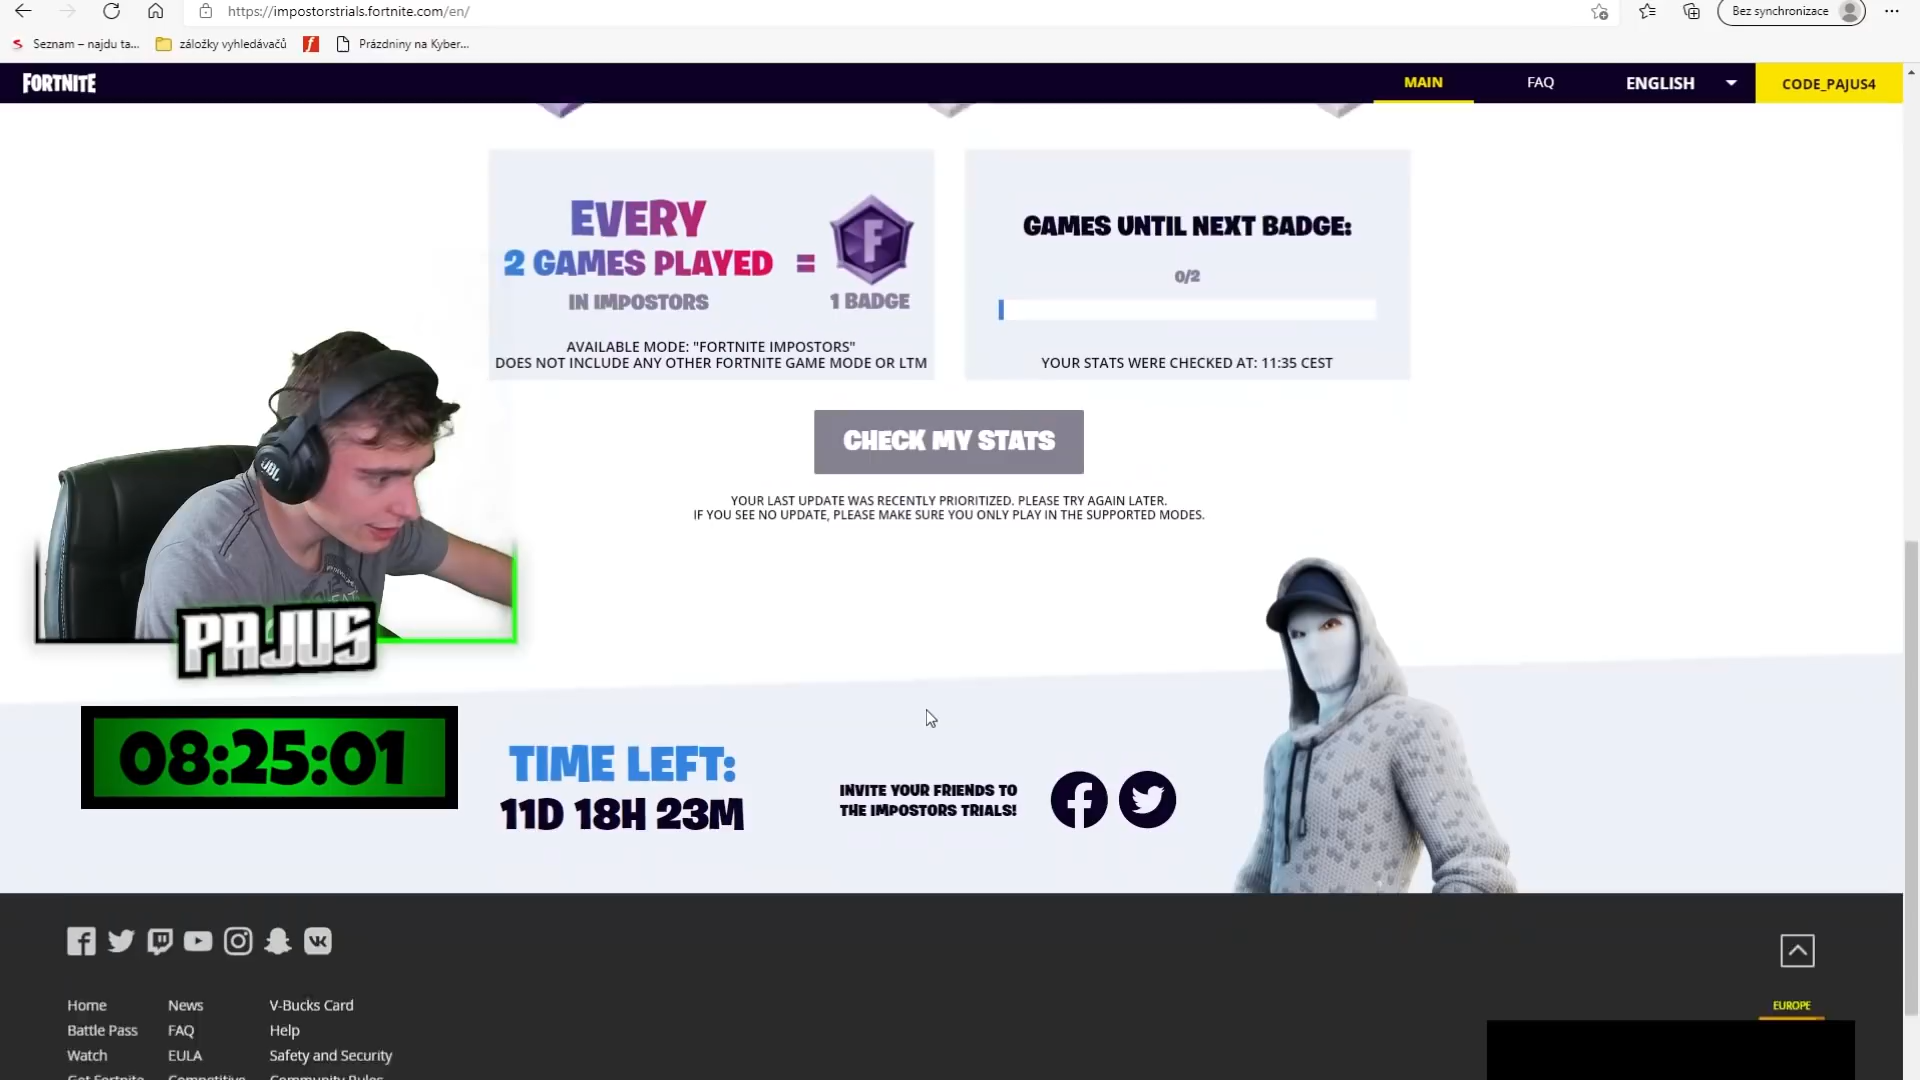 https://impostorstrials.fortnite.com/en/
Bez synchronizace
Seznam – najdu ta...
záložky vyhledávačů
Prázdniny na Kyber...
FORTNITE
MAIN
FAQ
ENGLISH
CODE_PAJUS4
EVERY
2 GAMES PLAYED
=
IN IMPOSTORS
F
1 BADGE
AVAILABLE MODE: "FORTNITE IMPOSTORS"
DOES NOT INCLUDE ANY OTHER FORTNITE GAME MODE OR LTM
GAMES UNTIL NEXT BADGE:
0/2
YOUR STATS WERE CHECKED AT: 11:35 CEST
CHECK MY STATS
YOUR LAST UPDATE WAS RECENTLY PRIORITIZED. PLEASE TRY AGAIN LATER.
IF YOU SEE NO UPDATE, PLEASE MAKE SURE YOU ONLY PLAY IN THE SUPPORTED MODES.
JBL
PAJUS
08:25:01
TIME LEFT:
11D 18H 23M
INVITE YOUR FRIENDS TO
THE IMPOSTORS TRIALS!
Home
News
V-Bucks Card
Battle Pass
FAQ
Help
Watch
EULA
Safety and Security
Get Fortnite
Competitive
Community Rules
EUROPE